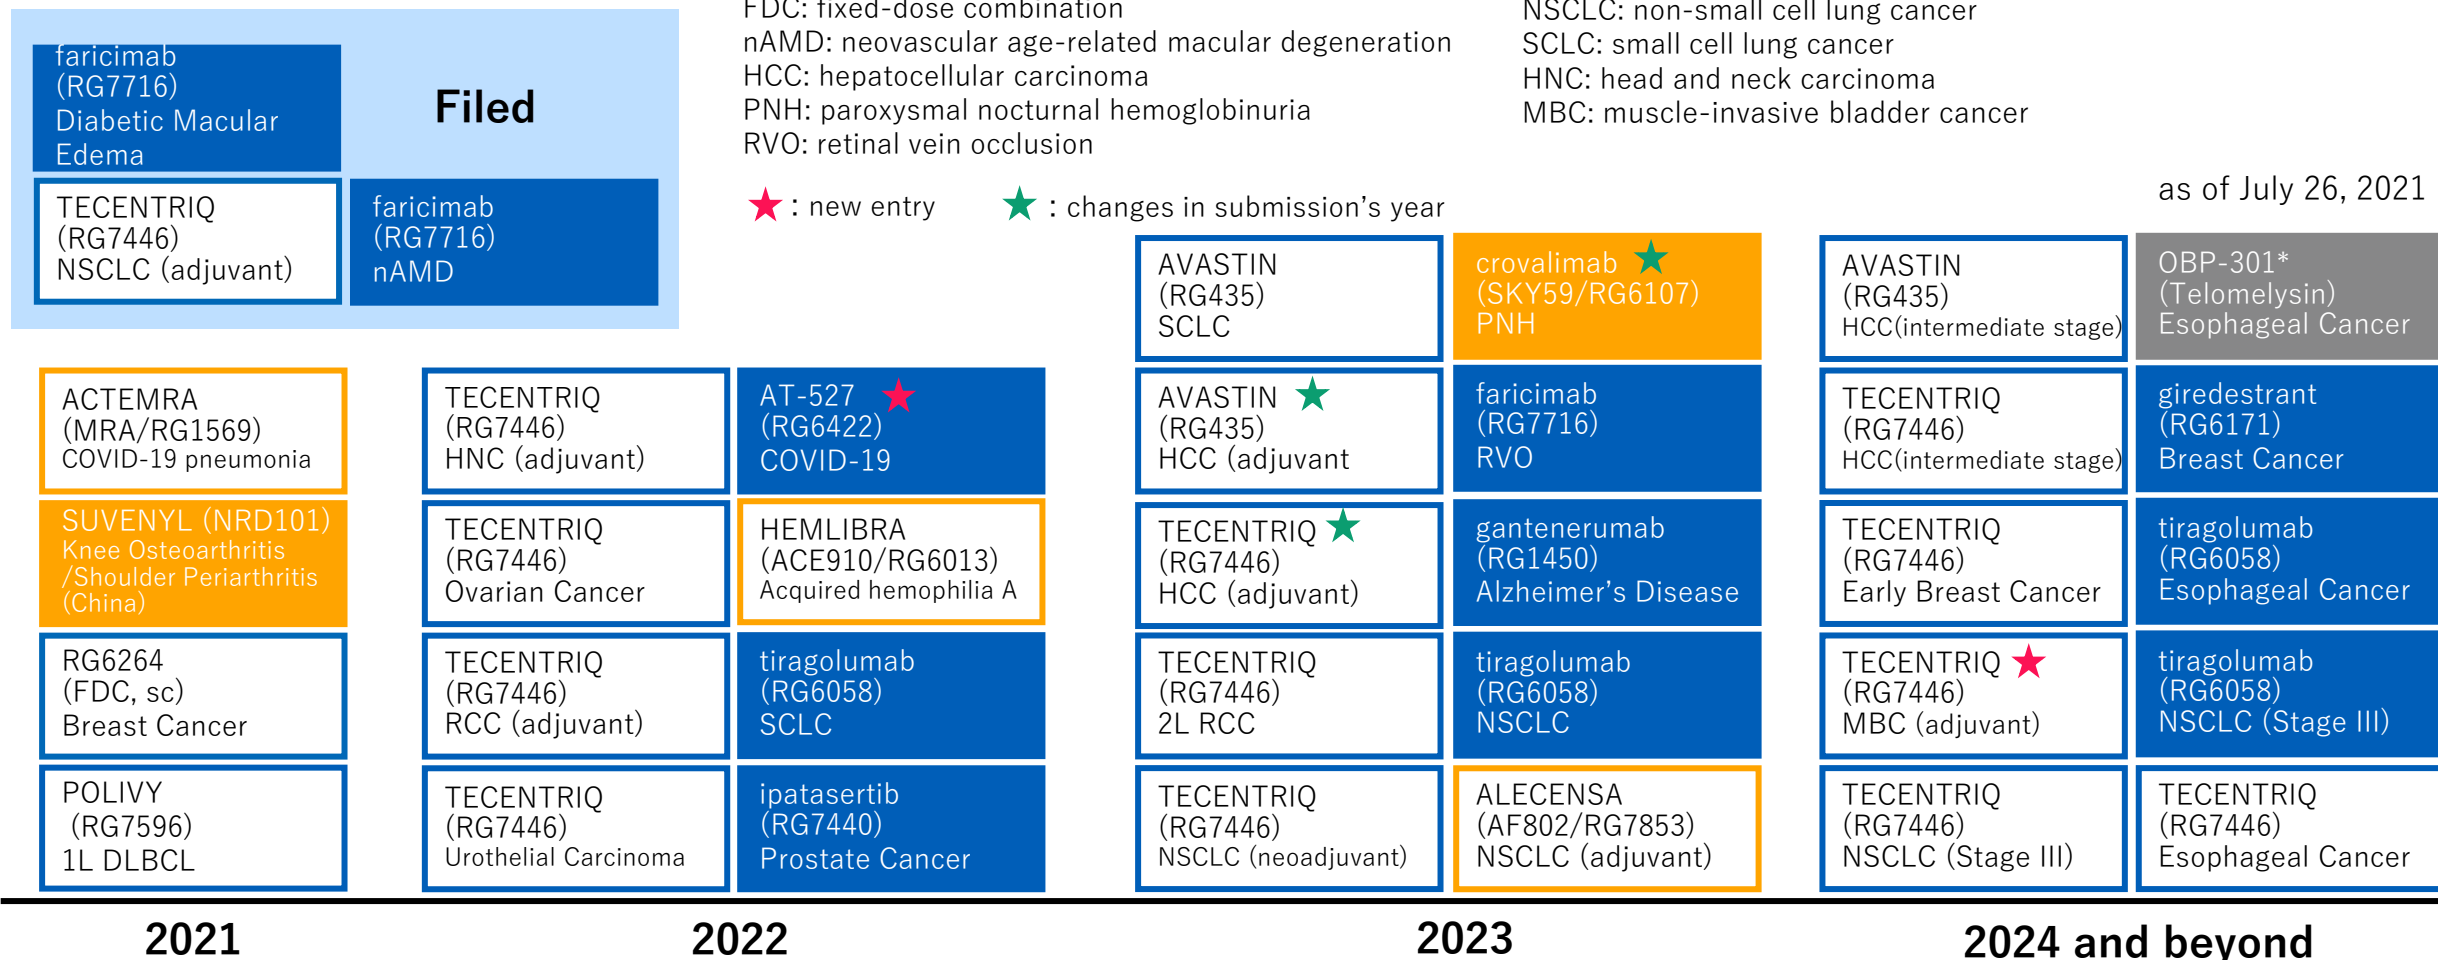 faricimab
(RG7716)
Diabetic Macular
Edema
Filed
TECENTRIQ
(RG7446)
NSCLC (adjuvant)
faricimab
(RG7716)
nAMD
FDC: fixed-dose combination
nAMD: neovascular age-related macular degeneration
HCC: hepatocellular carcinoma
PNH: paroxysmal nocturnal hemoglobinuria
RVO: retinal vein occlusion
NSCLC: non-small cell lung cancer
SCLC: small cell lung cancer
HNC: head and neck carcinoma
MBC: muscle-invasive bladder cancer
★: new entry
★: changes in submission's year
as of July 26, 2021
ACTEMRA
(MRA/RG1569)
COVID-19 pneumonia
SUVENYL (NRD101)
Knee Osteoarthritis
/Shoulder Periarthritis
(China)
RG6264
(FDC, sc)
Breast Cancer
POLIVY
(RG7596)
1L DLBCL
2021
TECENTRIQ
(RG7446)
HNC (adjuvant)
TECENTRIQ
(RG7446)
Ovarian Cancer
TECENTRIQ
(RG7446)
RCC (adjuvant)
TECENTRIQ
(RG7446)
Urothelial Carcinoma
AT-527 ★
(RG6422)
COVID-19
HEMLIBRA
(ACE910/RG6013)
Acquired hemophilia A
tiragolumab
(RG6058)
SCLC
ipatasertib
(RG7440)
Prostate Cancer
2022
AVASTIN
(RG435)
SCLC
AVASTIN ★
(RG435)
HCC (adjuvant
TECENTRIQ ★
(RG7446)
HCC (adjuvant)
TECENTRIQ
(RG7446)
2L RCC
TECENTRIQ
(RG7446)
NSCLC (neoadjuvant)
crovalimab ★
(SKY59/RG6107)
PNH
faricimab
(RG7716)
RVO
gantenerumab
(RG1450)
Alzheimer's Disease
tiragolumab
(RG6058)
NSCLC
ALECENSA
(AF802/RG7853)
NSCLC (adjuvant)
2023
AVASTIN
(RG435)
HCC(intermediate stage)
TECENTRIQ
(RG7446)
HCC(intermediate stage)
TECENTRIQ
(RG7446)
Early Breast Cancer
TECENTRIQ ★
(RG7446)
MBC (adjuvant)
TECENTRIQ
(RG7446)
NSCLC (Stage III)
OBP-301*
(Telomelysin)
Esophageal Cancer
giredestrant
(RG6171)
Breast Cancer
tiragolumab
(RG6058)
Esophageal Cancer
tiragolumab
(RG6058)
NSCLC (Stage III)
TECENTRIQ
(RG7446)
Esophageal Cancer
2024 and beyond